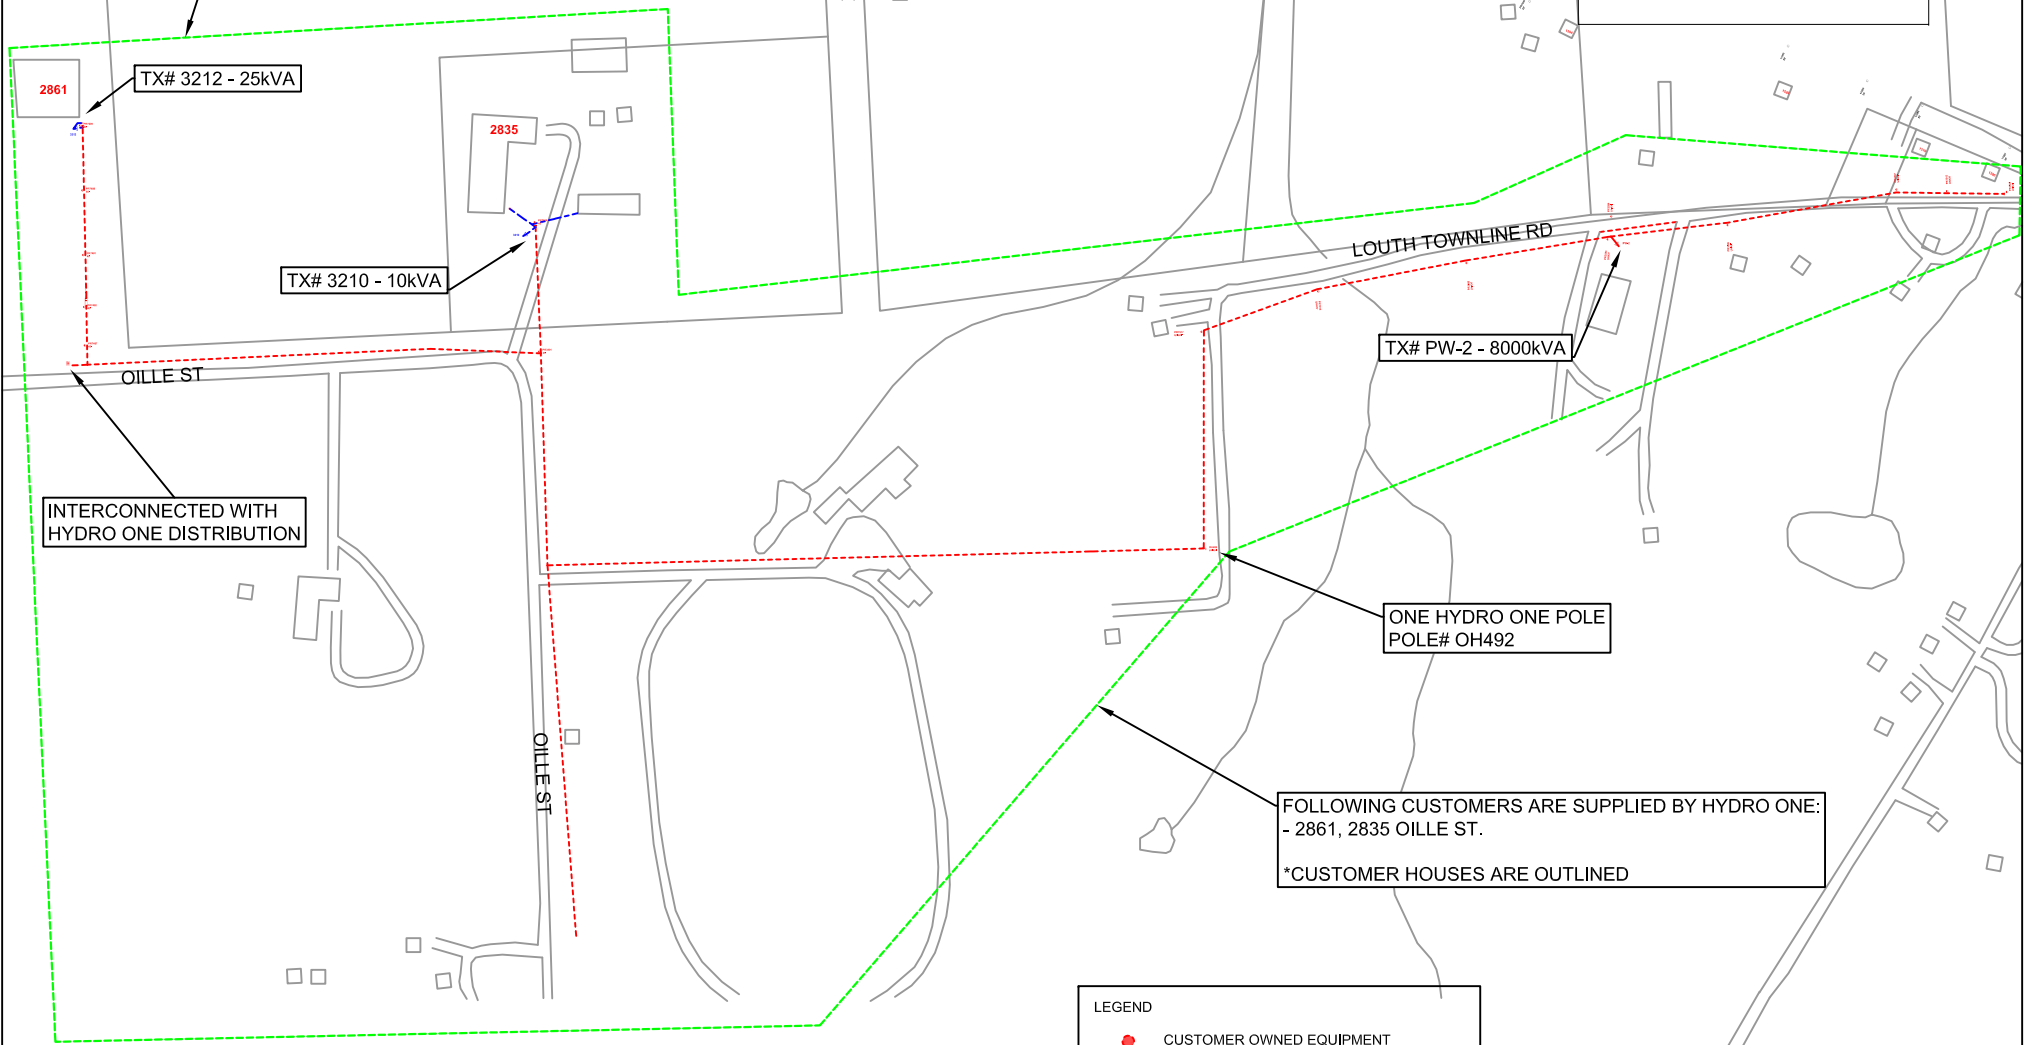 2861
TX# 3212 - 25kVA
2835
TX# 3210 - 10kVA
LOUTH TOWNLINE RD
TX# PW-2 - 8000kVA
OILLE ST
INTERCONNECTED WITH
HYDRO ONE DISTRIBUTION
ONE HYDRO ONE POLE
POLE# OH492
OILLE ST
FOLLOWING CUSTOMERS ARE SUPPLIED BY HYDRO ONE:
- 2861, 2835 OILLE ST.
*CUSTOMER HOUSES ARE OUTLINED
LEGEND
CUSTOMER OWNED EQUIPMENT